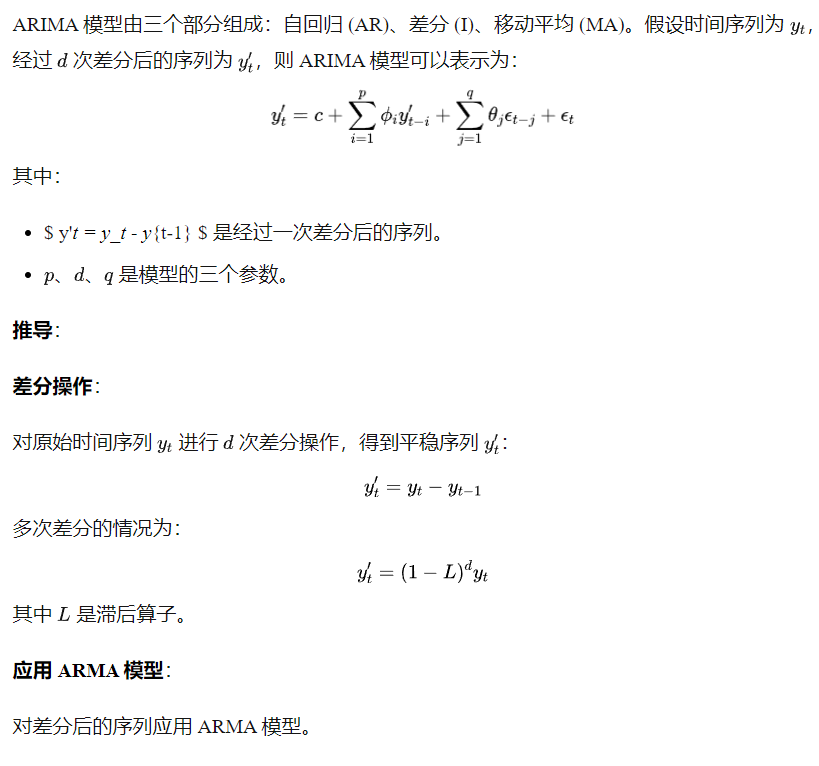 ARIMA 模型由三个部分组成：自回归 (AR)、差分 (I)、移动平均 (MA)。假设时间序列为 $y_t$，
经过 $d$ 次差分后的序列为 $y'_t$，则 ARIMA 模型可以表示为：
$y'_t = c + \sum_{i=1}^{p} \phi_i y'_{t-i} + \sum_{j=1}^{q} \theta_j \epsilon_{t-j} + \epsilon_t$
其中：
• $ y't = y_t - y{t-1} $ 是经过一次差分后的序列。
• $p$、$d$、$q$ 是模型的三个参数。
推导：
差分操作：
对原始时间序列 $y_t$ 进行 $d$ 次差分操作，得到平稳序列 $y'_t$：
$y'_t = y_t - y_{t-1}$
多次差分的情况为：
$y'_t = (1 - L)^d y_t$
其中 $L$ 是滞后算子。
应用 ARMA 模型：
对差分后的序列应用 ARMA 模型。